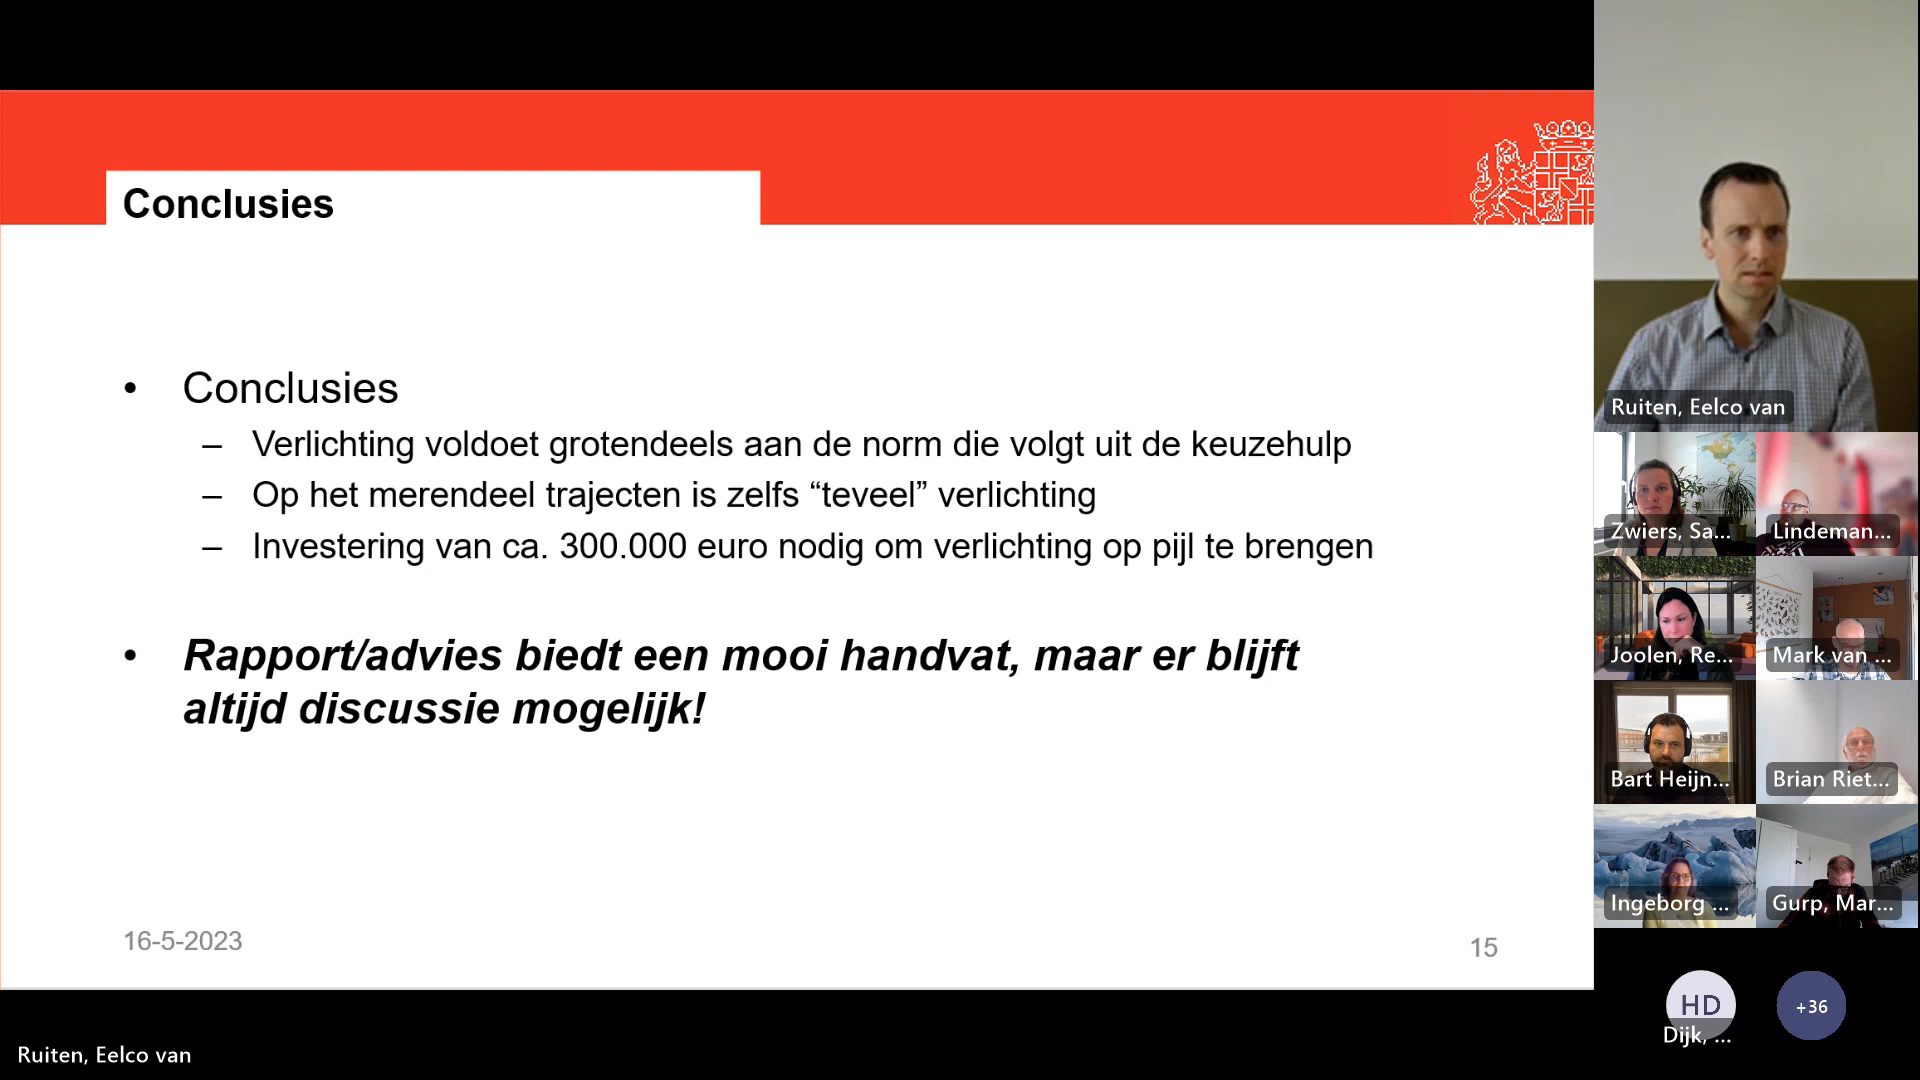 Conclusies
• Conclusies
– Verlichting voldoet grotendeels aan de norm die volgt uit de keuzehulp
– Op het merendeel trajecten is zelfs “teveel” verlichting
– Investering van ca. 300.000 euro nodig om verlichting op pijl te brengen
• Rapport/advies biedt een mooi handvat, maar er blijft
altijd discussie mogelijk!
16-5-2023
15
Ruiten, Eelco van
Ruiten, Eelco van
Zwiers, Sa...
Lindeman...
Joolen, Re...
Mark van ...
Bart Heijn...
Brian Riet...
Ingeborg ...
Gurp, Mar...
HD
Dijk, ...
+36